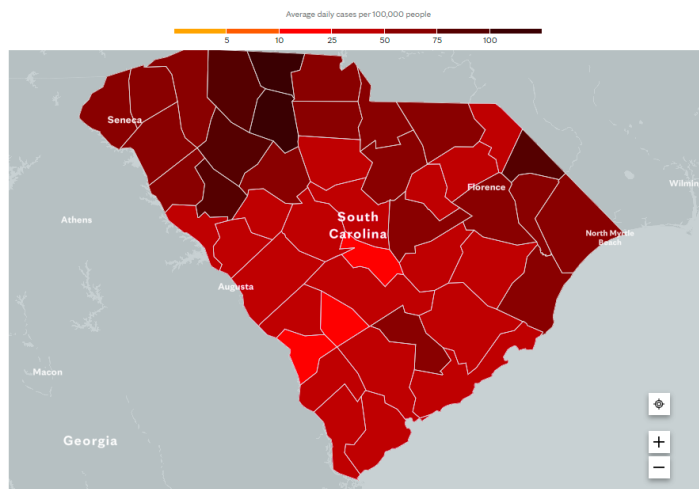 Average daily cases per 100,000 people
5 10 25 50 75 100
Seneca
Wilmin
Florence
Athens
South
Carolina
North Myrtle
Beach
Augusta
Macon
Georgia
+
−